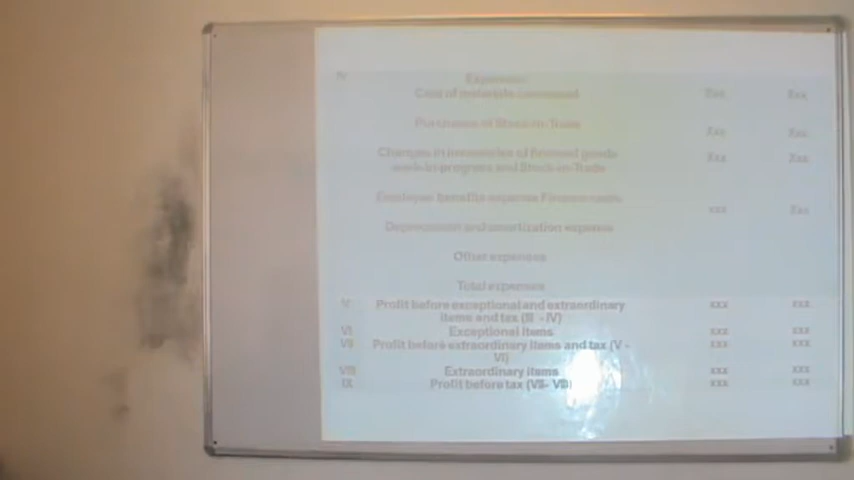 IV Expenses:
Cost of materials consumed Xxx Xxx
Purchases of Stock-in-Trade Xxx Xxx
Changes in inventories of finished goods Xxx Xxx
work-in-progress and Stock-in-Trade
Employee benefits expense Finance costs
xxx Xxx
Depreciation and amortization expense
Other expenses
Total expenses
V Profit before exceptional and extraordinary xxx xxx
items and tax (III - IV)
VI Exceptional items xxx xxx
VII Profit before extraordinary items and tax (V - xxx xxx
VI)
VIII Extraordinary items xxx xxx
IX Profit before tax (VII- VIII) xxx xxx